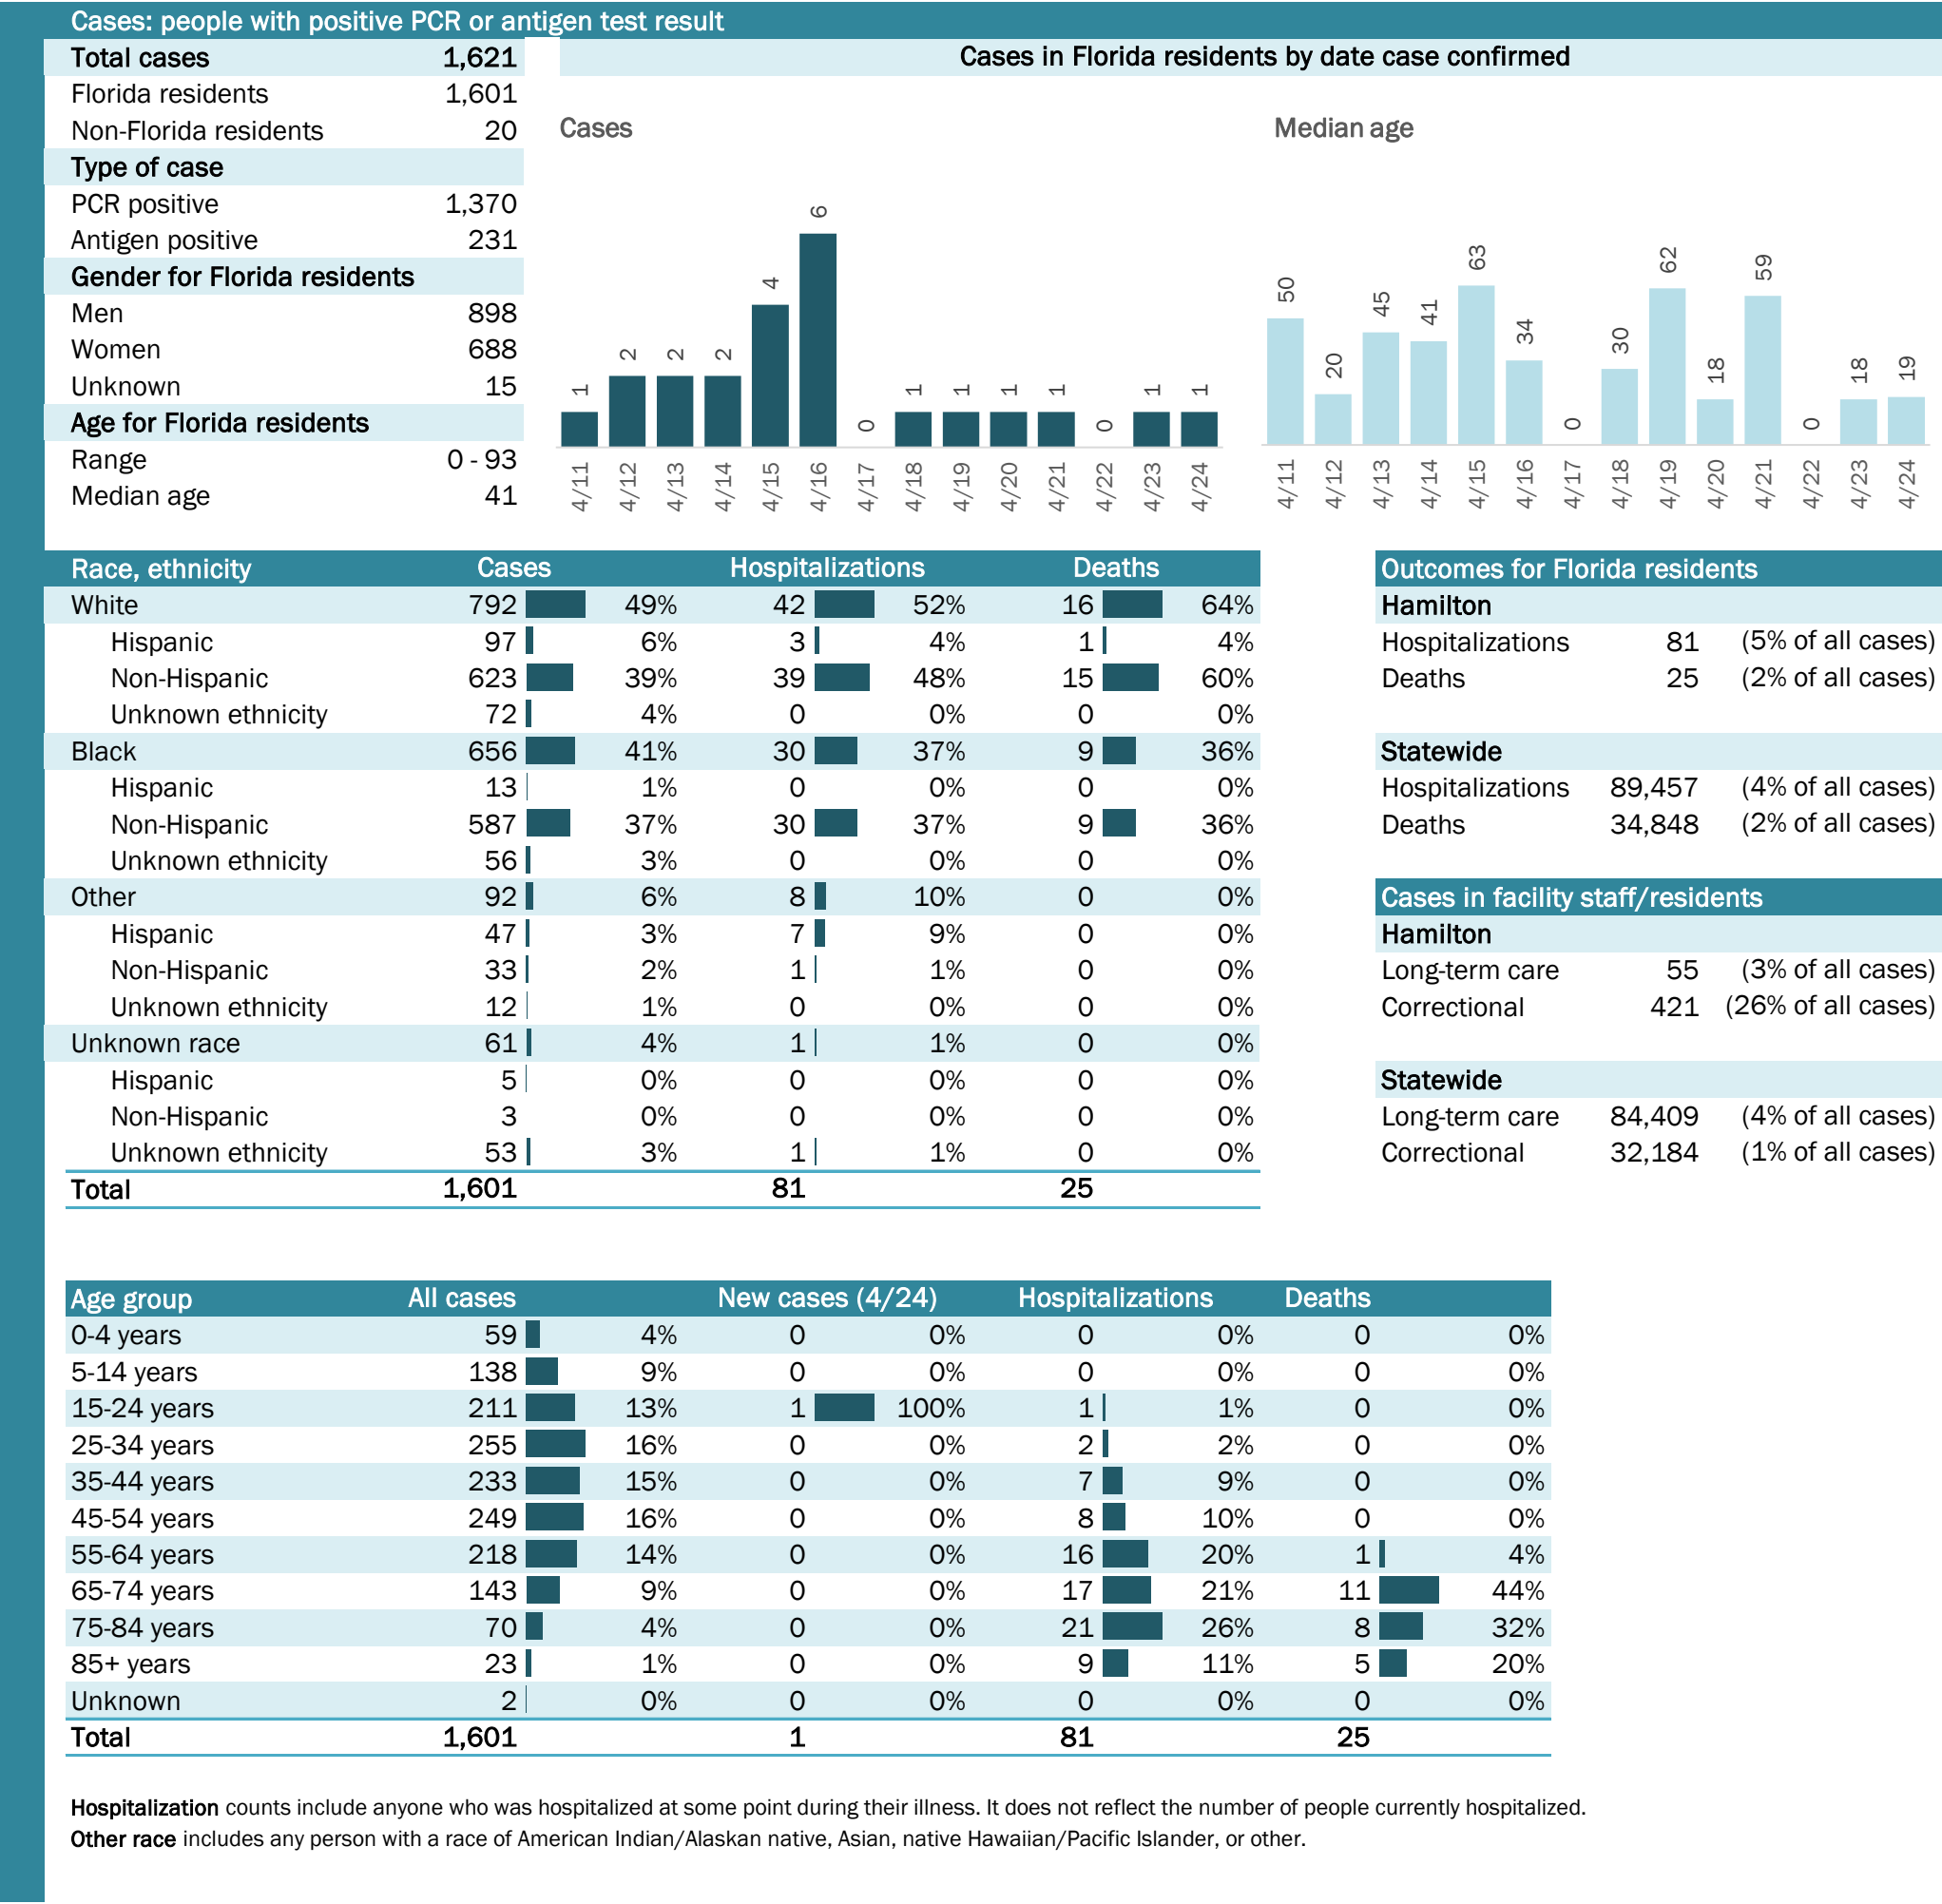 Cases: people with positive PCR or antigen test result
Total cases 1,621
Florida residents 1,601
Non-Florida residents 20
Type of case
PCR positive 1,370
Antigen positive 231
Gender for Florida residents
Men 898
Women 688
Unknown 15
Age for Florida residents
Range 0 - 93
Median age 41
Cases in Florida residents by date case confirmed
Cases
1 2 2 2 4 6 0 1 1 1 1 0 1 1
4/11 4/12 4/13 4/14 4/15 4/16 4/17 4/18 4/19 4/20 4/21 4/22 4/23 4/24
Median age
50 20 45 41 63 34 0 30 62 18 59 0 18 19
4/11 4/12 4/13 4/14 4/15 4/16 4/17 4/18 4/19 4/20 4/21 4/22 4/23 4/24
Race, ethnicity Cases Hospitalizations Deaths
White 792 49% 42 52% 16 64%
Hispanic 97 6% 3 4% 1 4%
Non-Hispanic 623 39% 39 48% 15 60%
Unknown ethnicity 72 4% 0 0% 0 0%
Black 656 41% 30 37% 9 36%
Hispanic 13 1% 0 0% 0 0%
Non-Hispanic 587 37% 30 37% 9 36%
Unknown ethnicity 56 3% 0 0% 0 0%
Other 92 6% 8 10% 0 0%
Hispanic 47 3% 7 9% 0 0%
Non-Hispanic 33 2% 1 1% 0 0%
Unknown ethnicity 12 1% 0 0% 0 0%
Unknown race 61 4% 1 1% 0 0%
Hispanic 5 0% 0 0% 0 0%
Non-Hispanic 3 0% 0 0% 0 0%
Unknown ethnicity 53 3% 1 1% 0 0%
Total 1,601 81 25
Outcomes for Florida residents
Hamilton
Hospitalizations 81 (5% of all cases)
Deaths 25 (2% of all cases)
Statewide
Hospitalizations 89,457 (4% of all cases)
Deaths 34,848 (2% of all cases)
Cases in facility staff/residents
Hamilton
Long-term care 55 (3% of all cases)
Correctional 421 (26% of all cases)
Statewide
Long-term care 84,409 (4% of all cases)
Correctional 32,184 (1% of all cases)
Age group All cases New cases (4/24) Hospitalizations Deaths
0-4 years 59 4% 0 0% 0 0% 0 0%
5-14 years 138 9% 0 0% 0 0% 0 0%
15-24 years 211 13% 1 100% 1 1% 0 0%
25-34 years 255 16% 0 0% 2 2% 0 0%
35-44 years 233 15% 0 0% 7 9% 0 0%
45-54 years 249 16% 0 0% 8 10% 0 0%
55-64 years 218 14% 0 0% 16 20% 1 4%
65-74 years 143 9% 0 0% 17 21% 11 44%
75-84 years 70 4% 0 0% 21 26% 8 32%
85+ years 23 1% 0 0% 9 11% 5 20%
Unknown 2 0% 0 0% 0 0% 0 0%
Total 1,601 1 81 25
Hospitalization counts include anyone who was hospitalized at some point during their illness. It does not reflect the number of people currently hospitalized.
Other race includes any person with a race of American Indian/Alaskan native, Asian, native Hawaiian/Pacific Islander, or other.